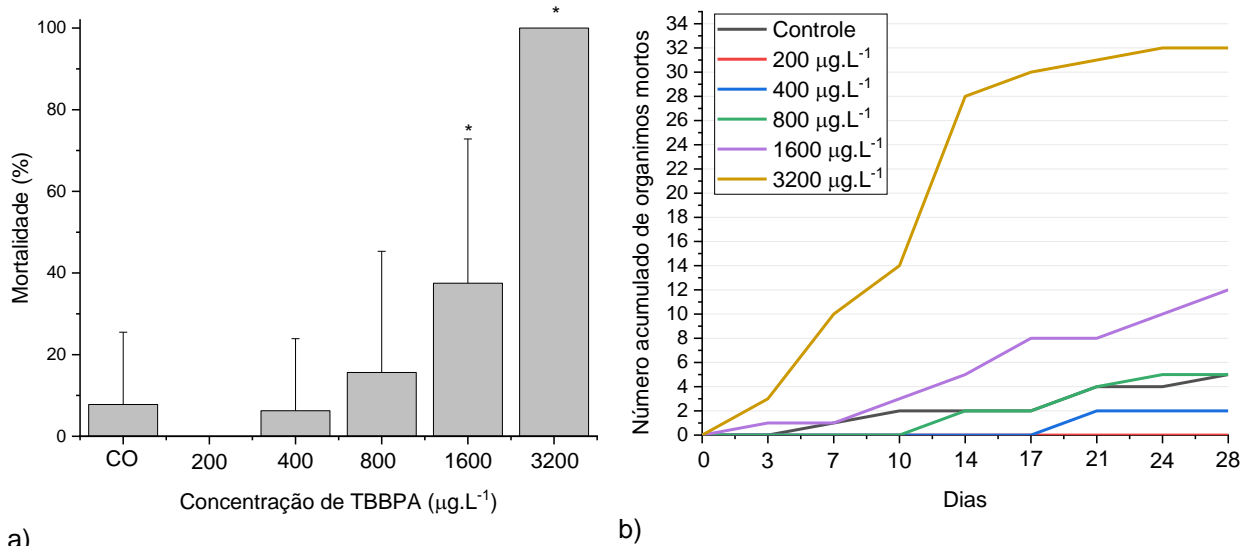 100
80
60
40
20
0
Mortalidade (%)
*
*
CO 200 400 800 1600 3200
Concentração de TBBPA (μg.L-1)
a)
34
32
30
28
26
24
22
20
18
16
14
12
10
8
6
4
2
0
Número acumulado de organimos mortos
Controle
200 μg.L-1
400 μg.L-1
800 μg.L-1
1600 μg.L-1
3200 μg.L-1
0 3 7 10 14 17 21 24 28
Dias
b)